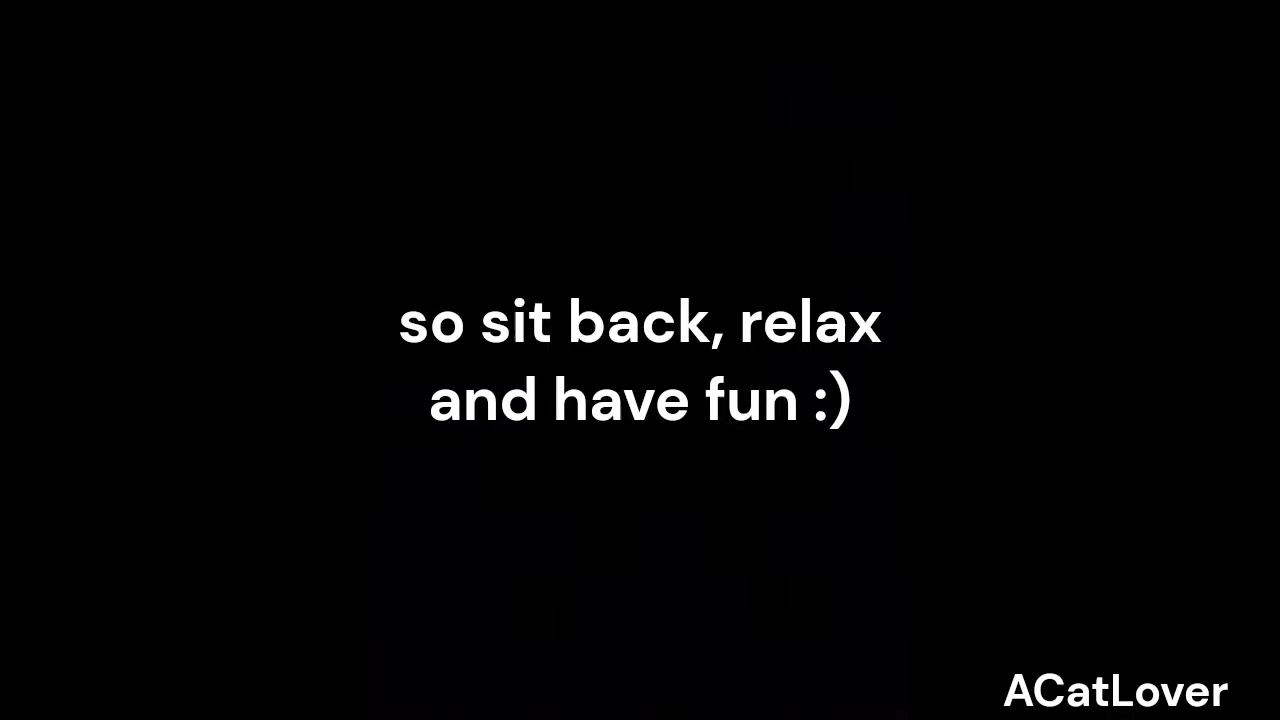 so sit back, relax
and have fun :)
ACatLover